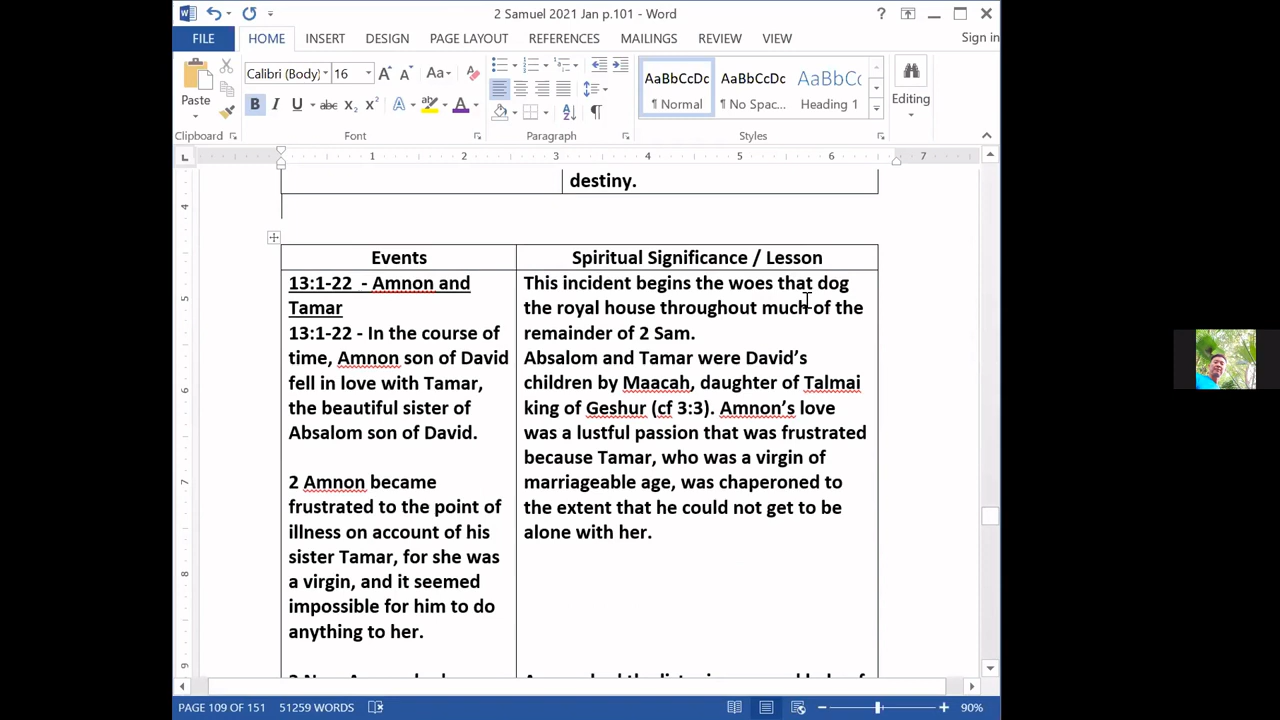 2 Samuel 2021 Jan p.101 - Word
FILE HOME INSERT DESIGN PAGE LAYOUT REFERENCES MAILINGS REVIEW VIEW Sign in
Calibri (Body) 16
AaBbCcDc AaBbCcDc AaBbCc
Paste
¶ Normal ¶ No Spac... Heading 1
Editing
Clipboard Font Paragraph Styles
1 2 3 4 5 6 7
destiny.
Events Spiritual Significance / Lesson
13:1-22 - Amnon and
Tamar
13:1-22 - In the course of
time, Amnon son of David
fell in love with Tamar,
the beautiful sister of
Absalom son of David.
2 Amnon became
frustrated to the point of
illness on account of his
sister Tamar, for she was
a virgin, and it seemed
impossible for him to do
anything to her.
This incident begins the woes that dog
the royal house throughout much of the
remainder of 2 Sam.
Absalom and Tamar were David’s
children by Maacah, daughter of Talmai
king of Geshur (cf 3:3). Amnon’s love
was a lustful passion that was frustrated
because Tamar, who was a virgin of
marriageable age, was chaperoned to
the extent that he could not get to be
alone with her.
PAGE 109 OF 151 51259 WORDS 90%